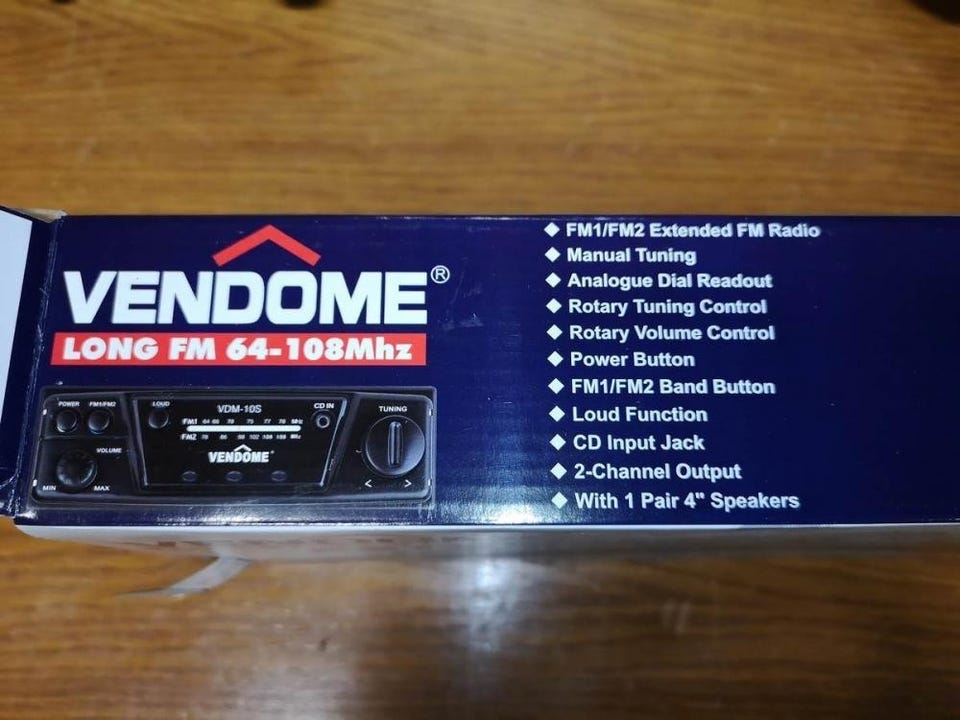 VENDOME®
LONG FM 64-108Mhz
POWER FM1/FM2 LOUD VDM-10S CD IN TUNING
FM1
FM2
VOLUME
VENDOME
MIN MAX < >
◆ FM1/FM2 Extended FM Radio
◆ Manual Tuning
◆ Analogue Dial Readout
◆ Rotary Tuning Control
◆ Rotary Volume Control
◆ Power Button
◆ FM1/FM2 Band Button
◆ Loud Function
◆ CD Input Jack
◆ 2-Channel Output
◆ With 1 Pair 4" Speakers